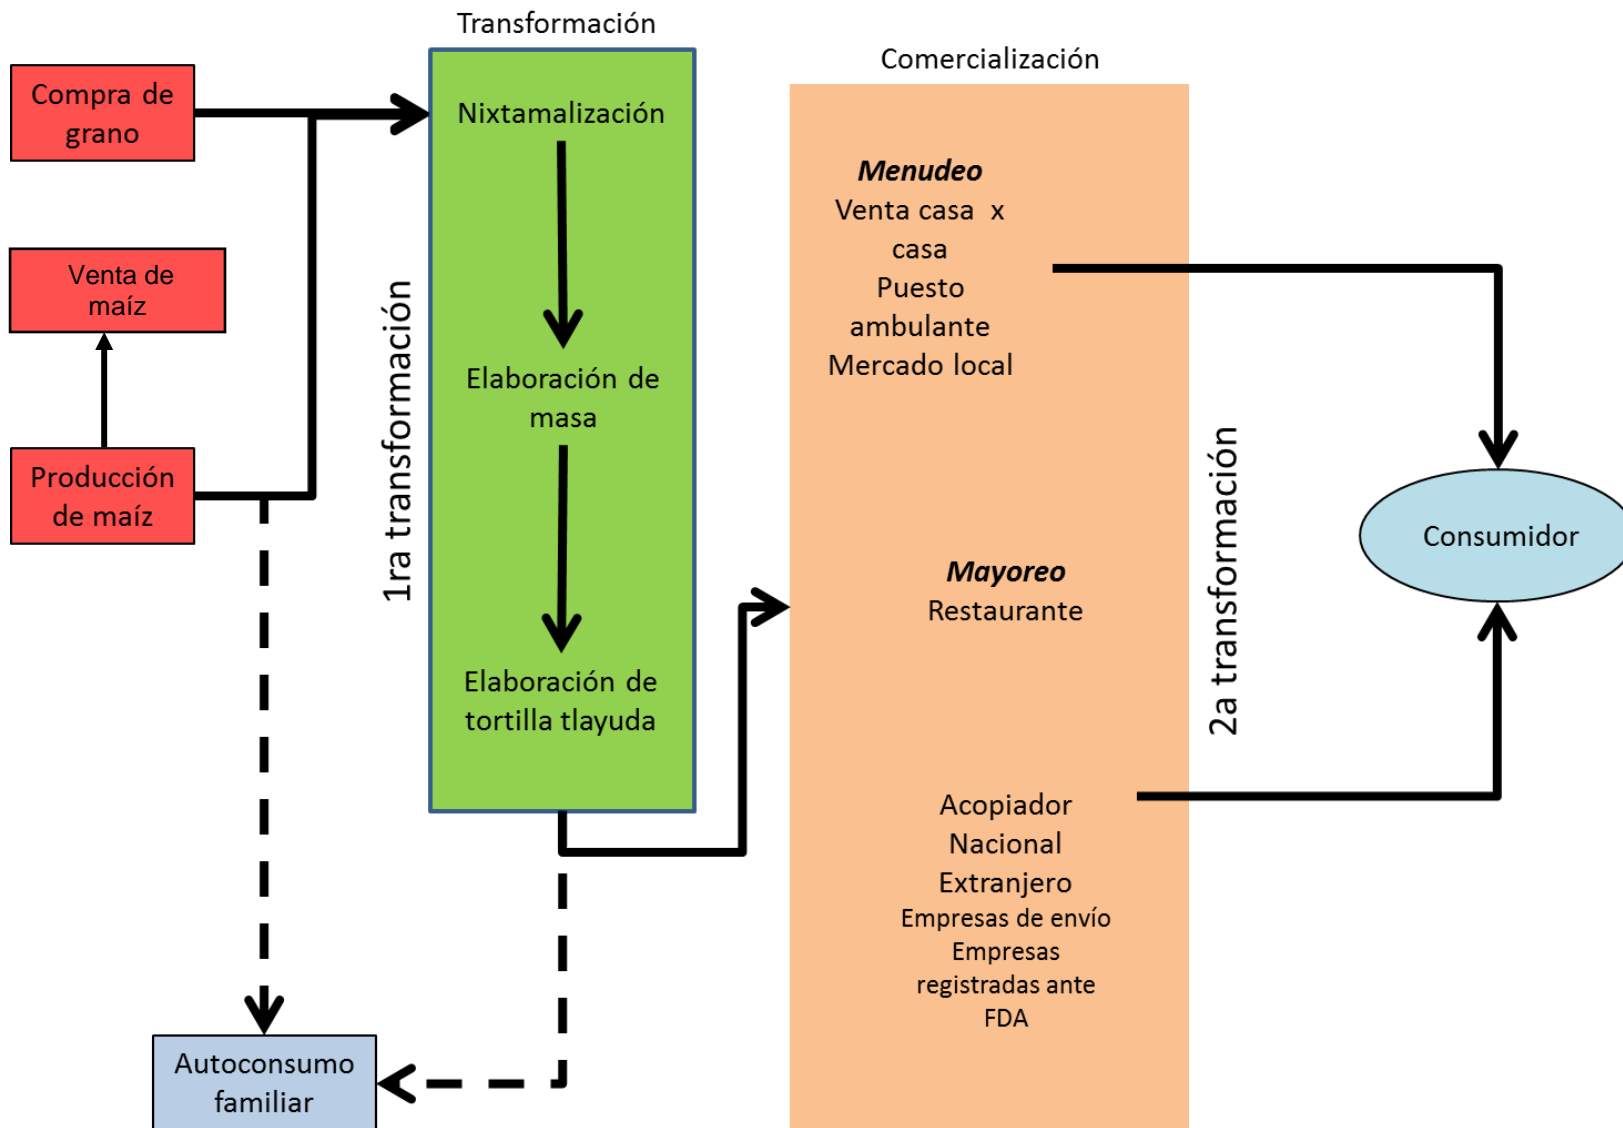 Transformación
Comercialización
Compra de
grano
Venta de
maíz
Producción
de maíz
1ra transformación
Nixtamalización
Elaboración de
masa
Elaboración de
tortilla tlayuda
Autoconsumo
familiar
Menudeo
Venta casa x
casa
Puesto
ambulante
Mercado local
Mayoreo
Restaurante
Acopiador
Nacional
Extranjero
Empresas de envío
Empresas
registradas ante
FDA
2a transformación
Consumidor